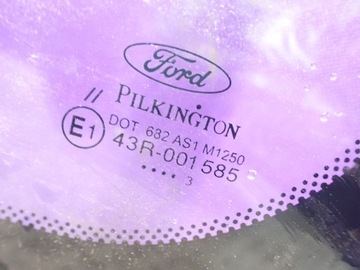 Ford
//
PILKINGTON
DOT 682 AS1 M1250
E1 43R-001585
.... 3